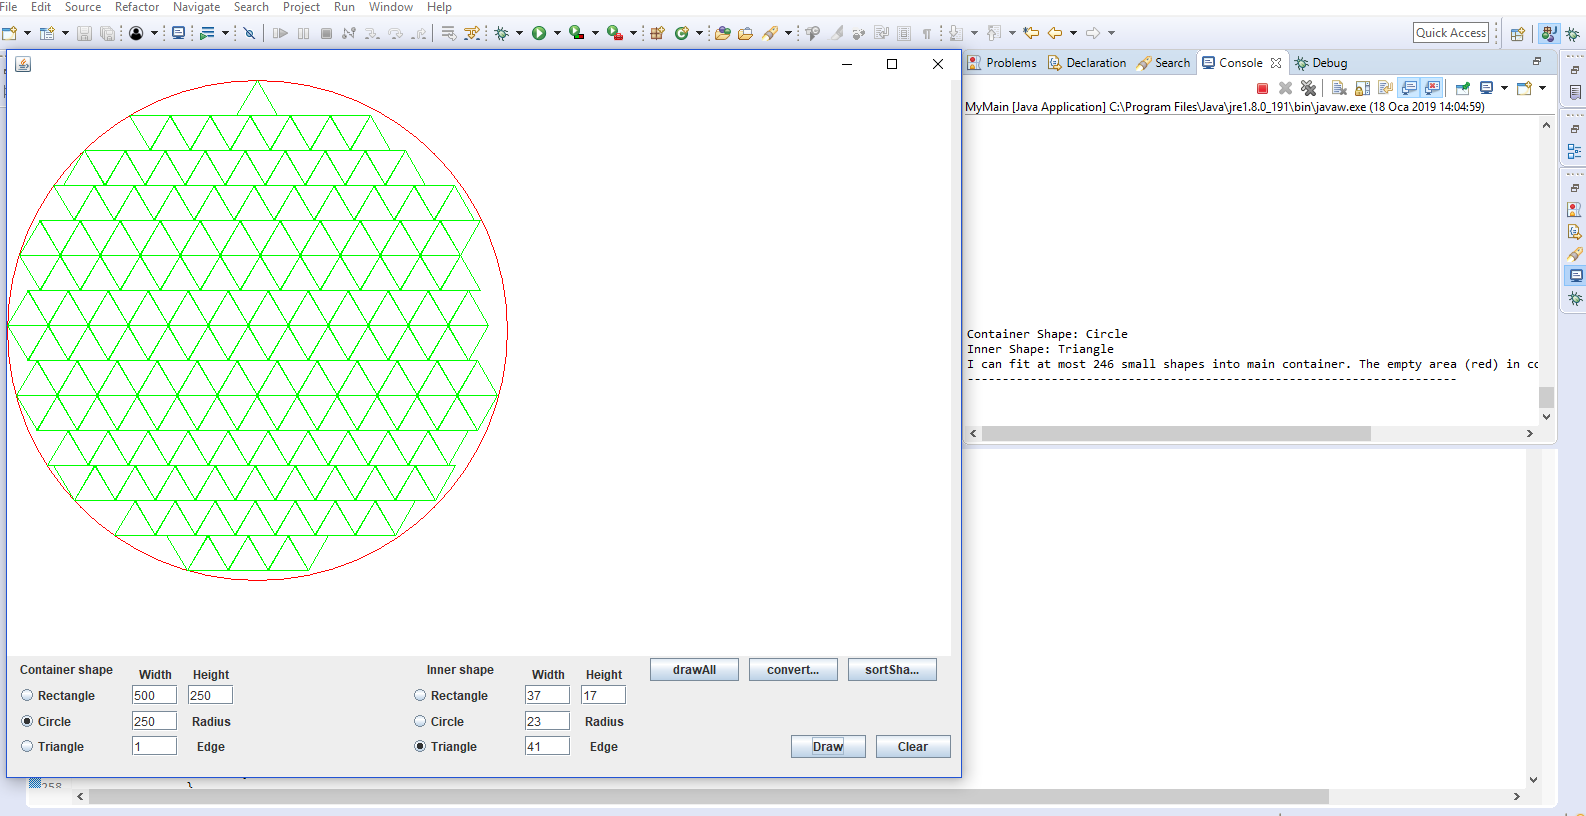 File Edit Source Refactor Navigate Search Project Run Window Help
Quick Access
Problems Declaration Search Console Debug
MyMain [Java Application] C:\Program Files\Java\jre1.8.0_191\bin\javaw.exe (18 Oca 2019 14:04:59)
Container Shape: Circle
Inner Shape: Triangle
I can fit at most 246 small shapes into main container. The empty area (red) in co
--------------------------------------------------------------------------
Container shape Width Height
Rectangle 500 250
Circle 250 Radius
Triangle 1 Edge
Inner shape Width Height
Rectangle 37 17
Circle 23 Radius
Triangle 41 Edge
drawAll convert... sortSha...
Draw Clear
258 }